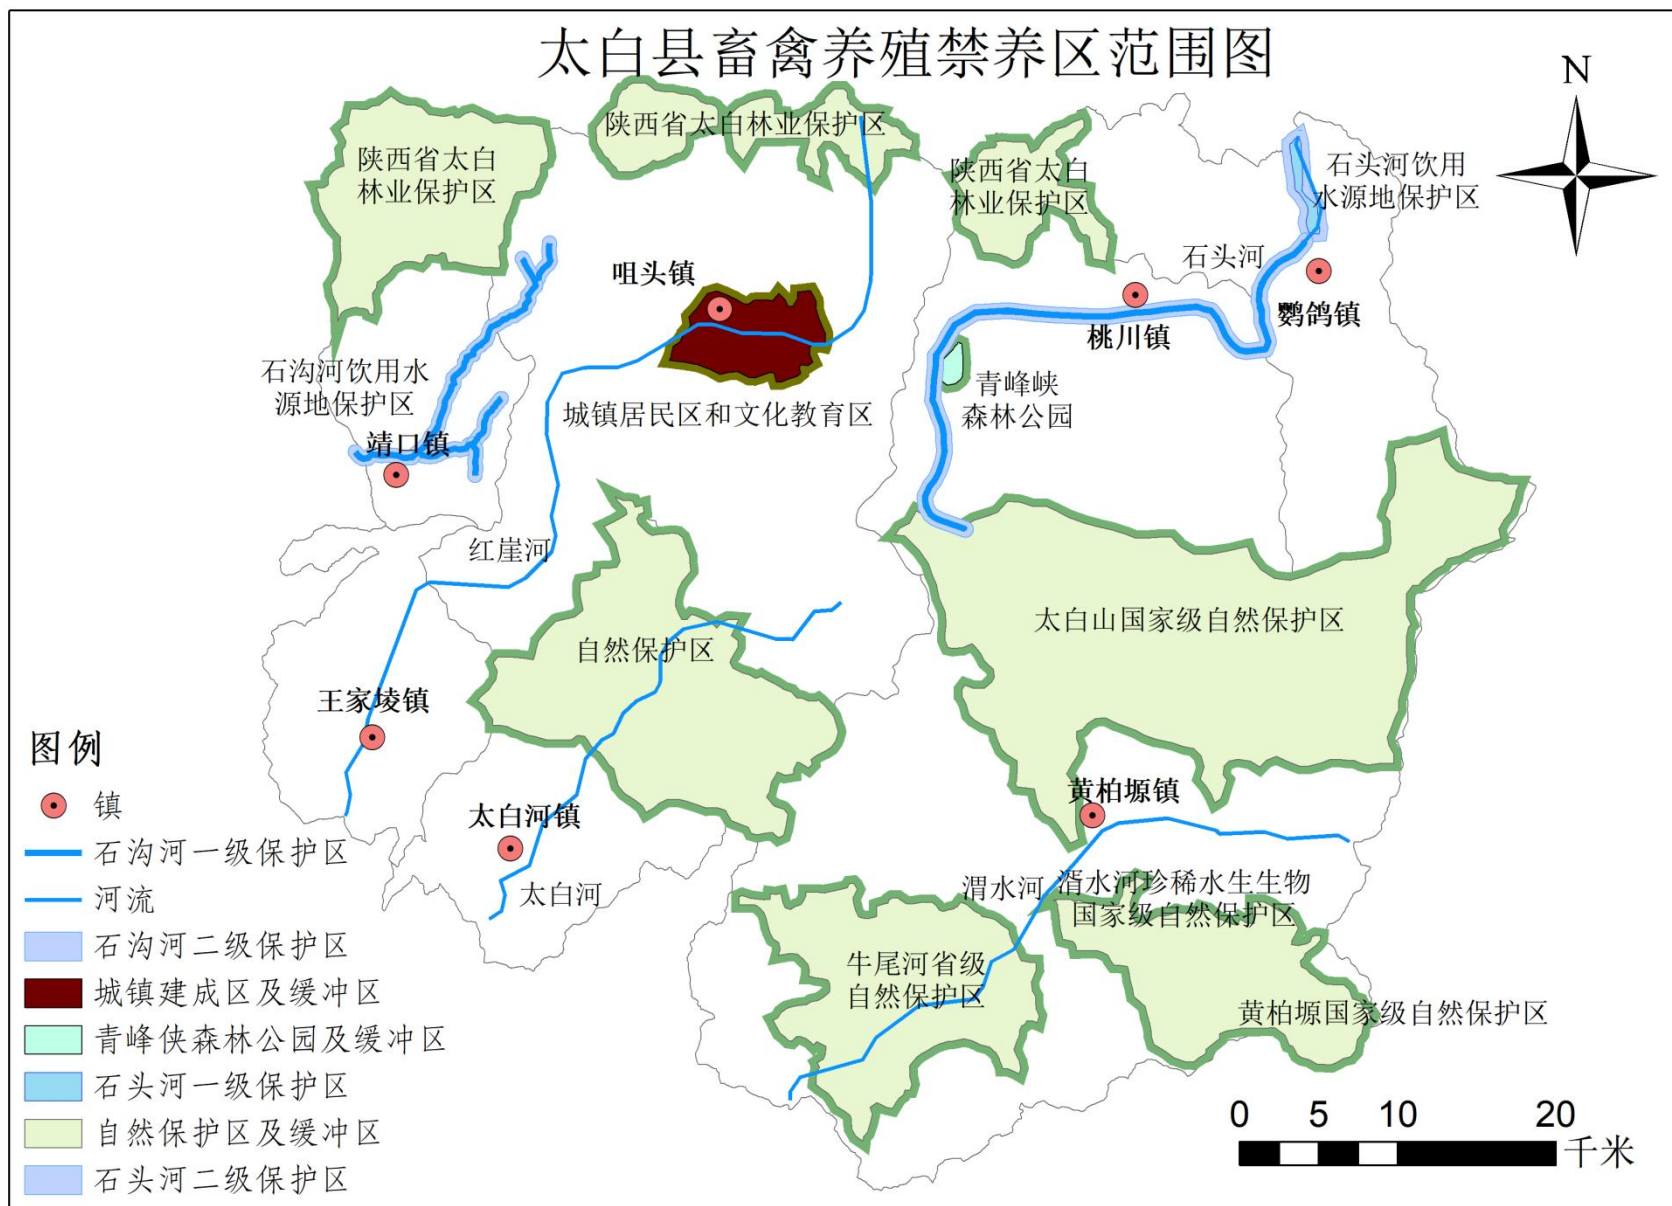 太白县畜禽养殖禁养区范围图
N
陕西省太白林业保护区
陕西省太白
林业保护区
陕西省太白
林业保护区
石头河饮用
水源地保护区
石头河
咀头镇
鹦鸽镇
桃川镇
石沟河饮用水
源地保护区
城镇居民区和文化教育区
青峰峡
森林公园
靖口镇
红崖河
自然保护区
太白山国家级自然保护区
王家堎镇
黄柏塬镇
太白河镇
太白河
渭水河
湑水河珍稀水生生物
国家级自然保护区
牛尾河省级
自然保护区
黄柏塬国家级自然保护区
图例
镇
石沟河一级保护区
河流
石沟河二级保护区
城镇建成区及缓冲区
青峰侠森林公园及缓冲区
石头河一级保护区
自然保护区及缓冲区
石头河二级保护区
0 5 10 20
千米